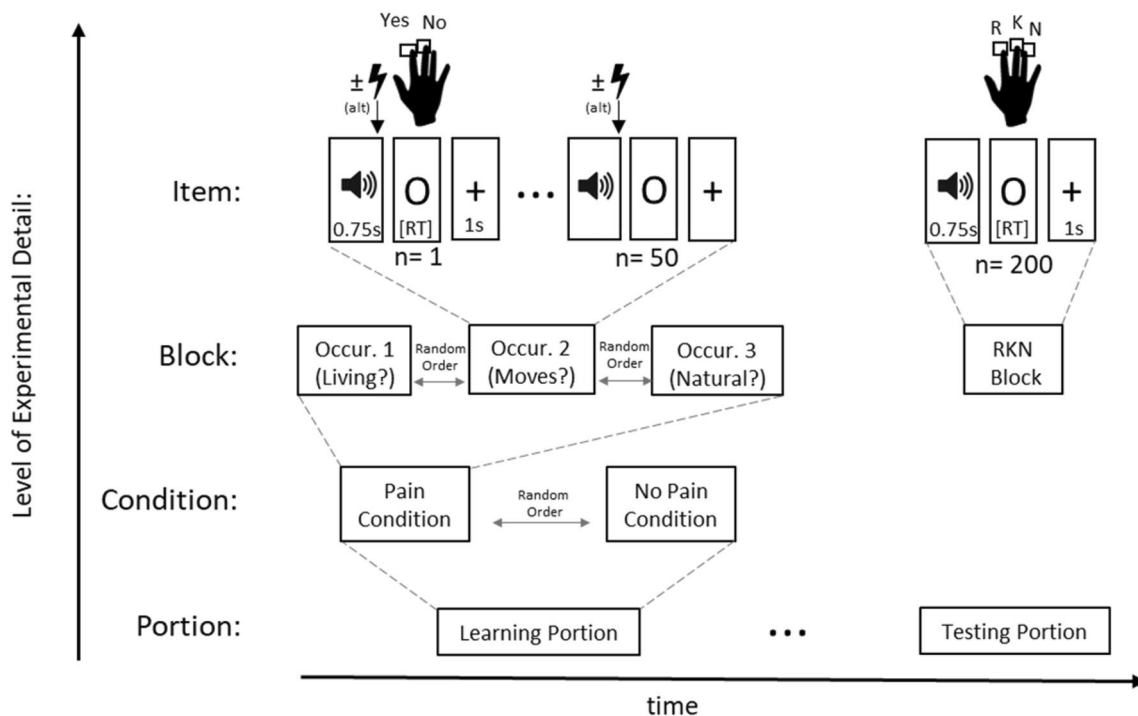 Level of Experimental Detail:
Yes No
± (alt)
± (alt)
R K N
Item:
0.75s
O
[RT]
+
1s
...
O
+
0.75s
O
[RT]
+
1s
n= 1
n= 50
n= 200
Block:
Occur. 1
(Living?)
Random
Order
Occur. 2
(Moves?)
Random
Order
Occur. 3
(Natural?)
RKN
Block
Condition:
Pain
Condition
Random
Order
No Pain
Condition
Portion:
Learning Portion
...
Testing Portion
time